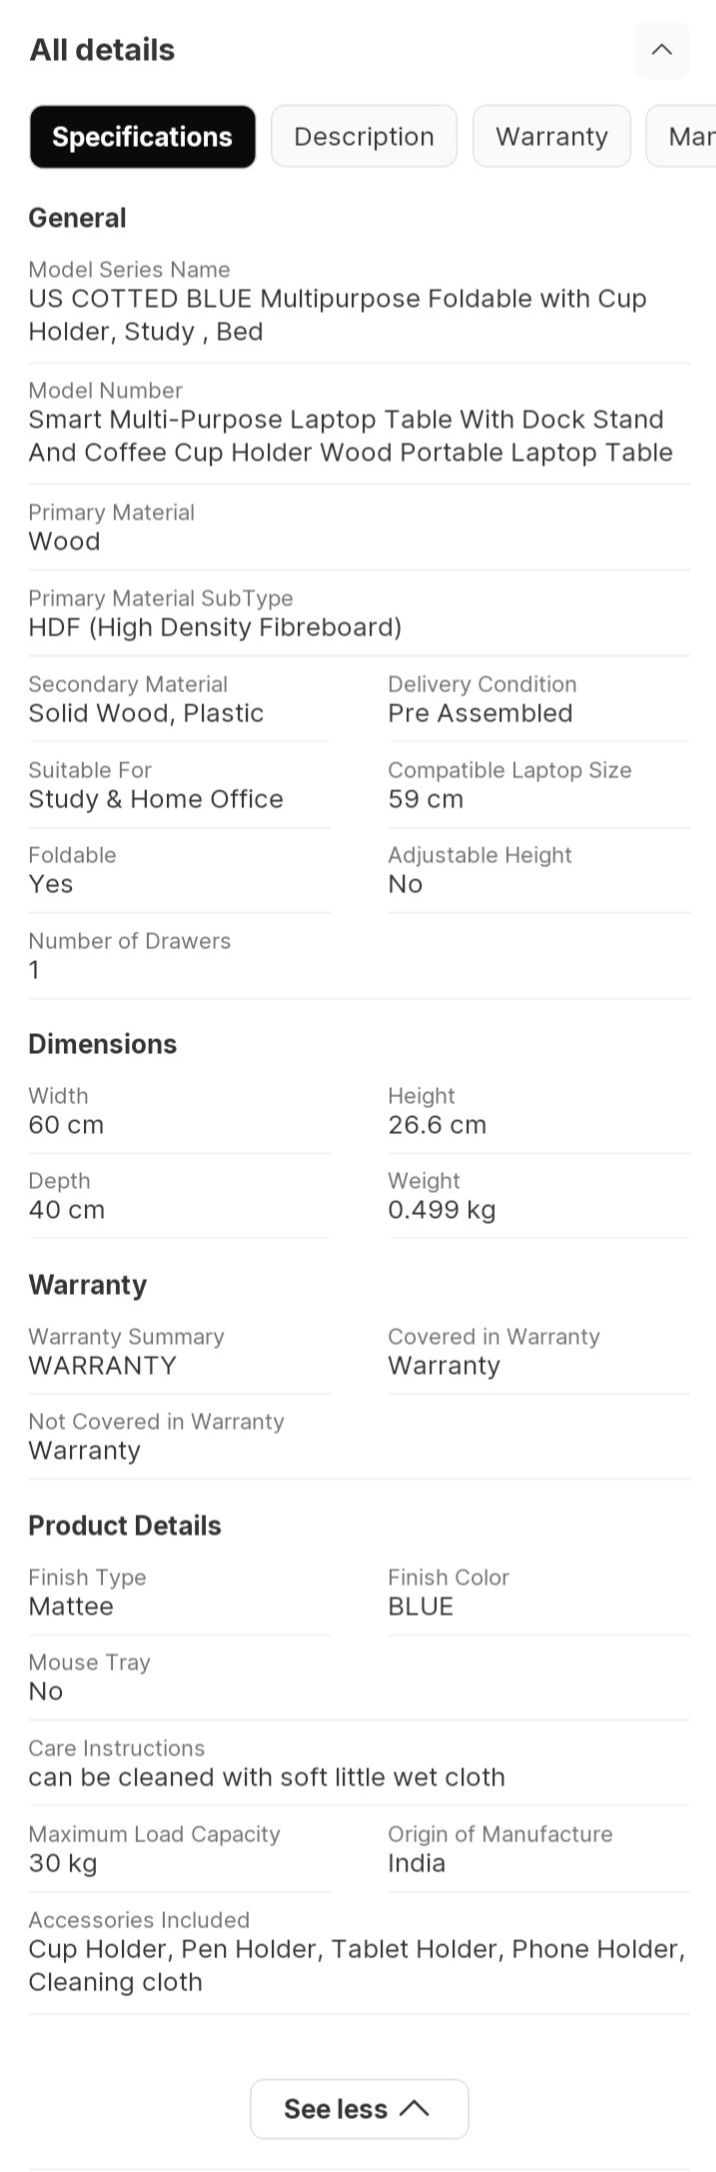 All details
Specifications
Description
Warranty
Mar
General
Model Series Name
US COTTED BLUE Multipurpose Foldable with Cup
Holder, Study , Bed
Model Number
Smart Multi-Purpose Laptop Table With Dock Stand
And Coffee Cup Holder Wood Portable Laptop Table
Primary Material
Wood
Primary Material SubType
HDF (High Density Fibreboard)
Secondary Material
Solid Wood, Plastic
Delivery Condition
Pre Assembled
Suitable For
Study & Home Office
Compatible Laptop Size
59 cm
Foldable
Yes
Adjustable Height
No
Number of Drawers
1
Dimensions
Width
60 cm
Height
26.6 cm
Depth
40 cm
Weight
0.499 kg
Warranty
Warranty Summary
WARRANTY
Covered in Warranty
Warranty
Not Covered in Warranty
Warranty
Product Details
Finish Type
Mattee
Finish Color
BLUE
Mouse Tray
No
Care Instructions
can be cleaned with soft little wet cloth
Maximum Load Capacity
30 kg
Origin of Manufacture
India
Accessories Included
Cup Holder, Pen Holder, Tablet Holder, Phone Holder,
Cleaning cloth
See less